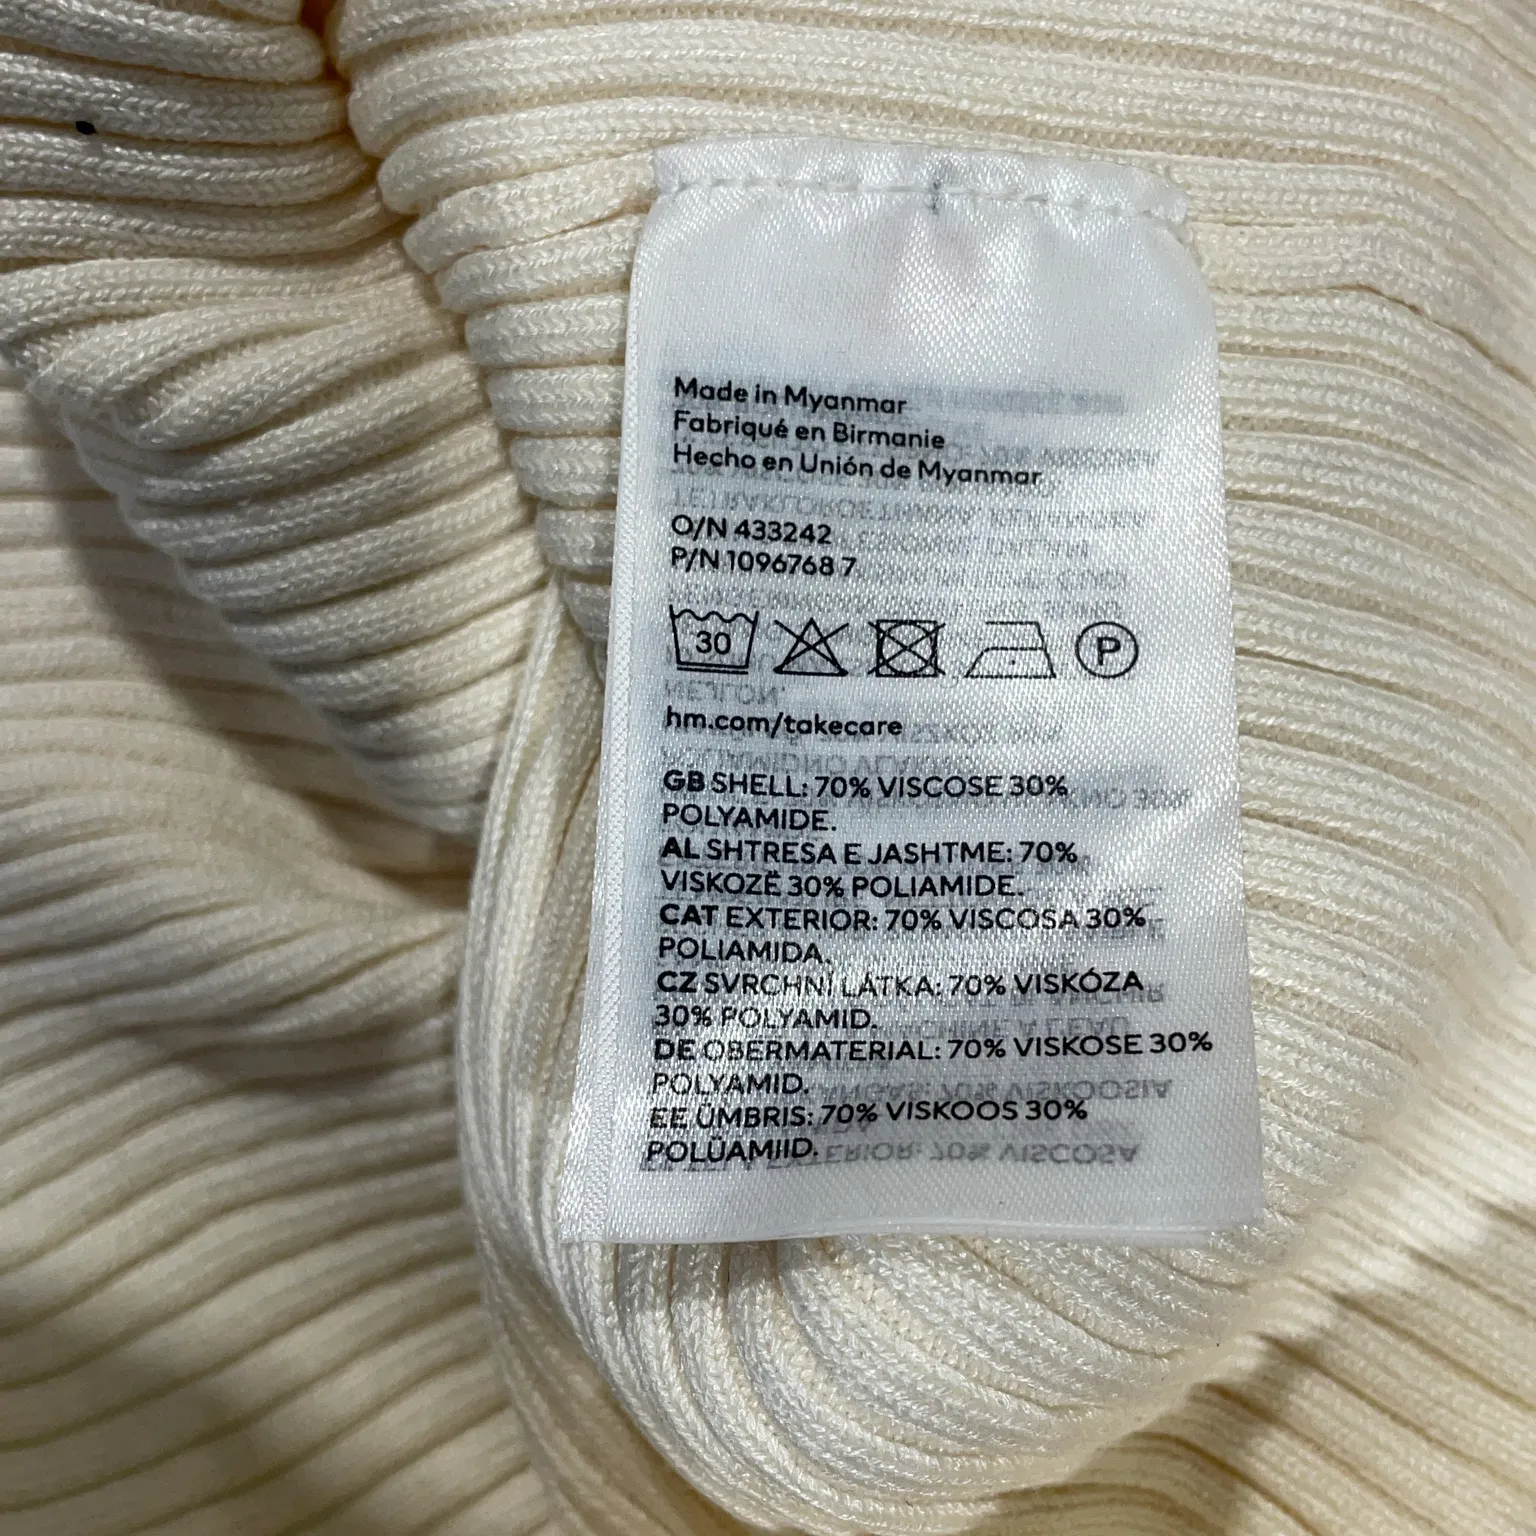 Made in Myanmar
Fabriqué en Birmanie
Hecho en Unión de Myanmar
O/N 433242
P/N 1096768 7
30 P
hm.com/takecare
GB SHELL: 70% VISCOSE 30%
POLYAMIDE.
AL SHTRESA E JASHTME: 70%
VISKOZË 30% POLIAMIDE.
CAT EXTERIOR: 70% VISCOSA 30%
POLIAMIDA.
CZ SVRCHNÍ LÁTKA: 70% VISKÓZA
30% POLYAMID.
DE OBERMATERIAL: 70% VISKOSE 30%
POLYAMID.
EE ÜMBRIS: 70% VISKOOS 30%
POLÜAMIID.